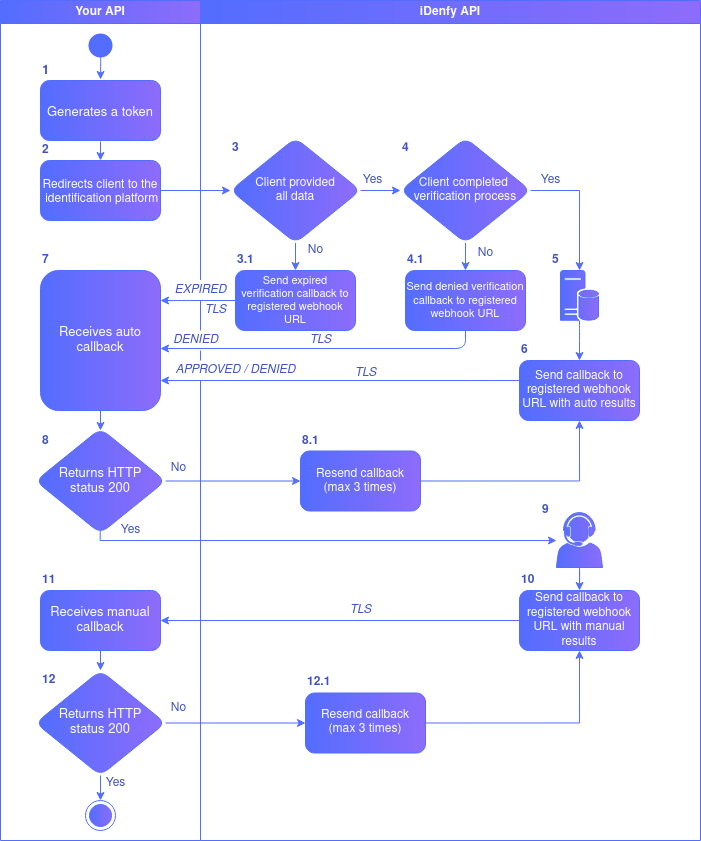 Your API
iDenfy API
1
Generates a token
2
Redirects client to the
identification platform
3
Client provided
all data
Yes
4
Client completed
verification process
Yes
No
No
3.1
Send expired
verification callback to
registered webhook
URL
4.1
Send denied verification
callback to registered
webhook URL
5
7
Receives auto
callback
EXPIRED
TLS
DENIED
TLS
APPROVED / DENIED
TLS
6
Send callback to
registered webhook
URL with auto results
8
Returns HTTP
status 200
No
8.1
Resend callback
(max 3 times)
Yes
9
11
Receives manual
callback
TLS
10
Send callback to
registered webhook
URL with manual
results
12
Returns HTTP
status 200
No
12.1
Resend callback
(max 3 times)
Yes